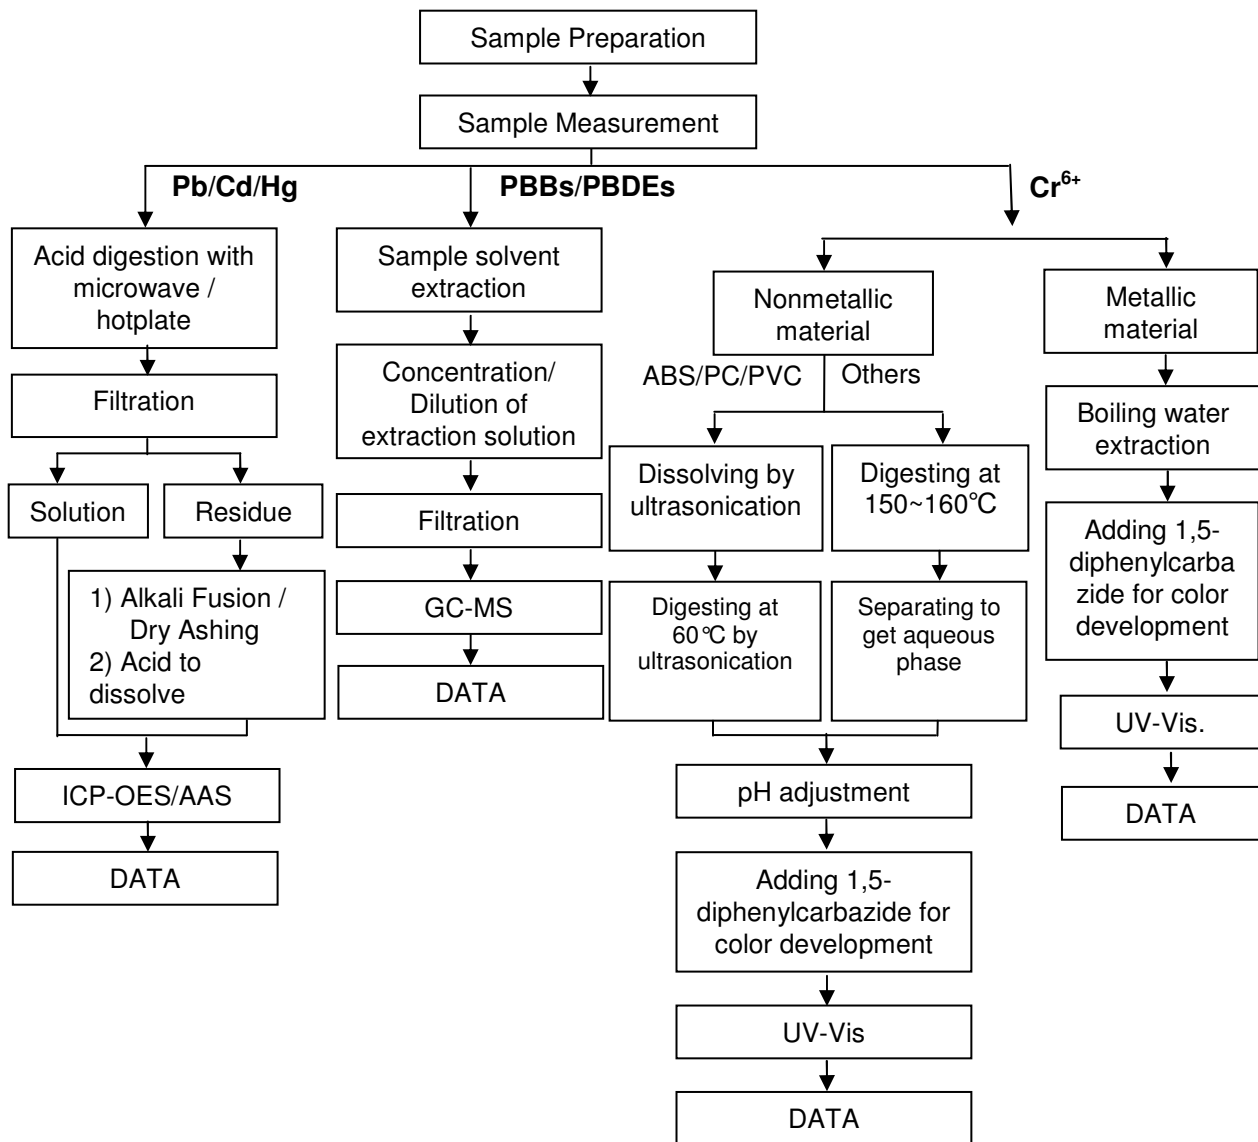 Sample Preparation
Sample Measurement
Pb/Cd/Hg
PBBs/PBDEs
Cr⁶⁺
Acid digestion with
microwave /
hotplate
Filtration
Solution
Residue
1) Alkali Fusion /
Dry Ashing
2) Acid to
dissolve
ICP-OES/AAS
DATA
Sample solvent
extraction
Concentration/
Dilution of
extraction solution
Filtration
GC-MS
DATA
Nonmetallic
material
ABS/PC/PVC
Others
Dissolving by
ultrasonication
Digesting at
60°C by
ultrasonication
Digesting at
150~160°C
Separating to
get aqueous
phase
pH adjustment
Adding 1,5-
diphenylcarbazide for
color development
UV-Vis
DATA
Metallic
material
Boiling water
extraction
Adding 1,5-
diphenylcarba
zide for color
development
UV-Vis.
DATA